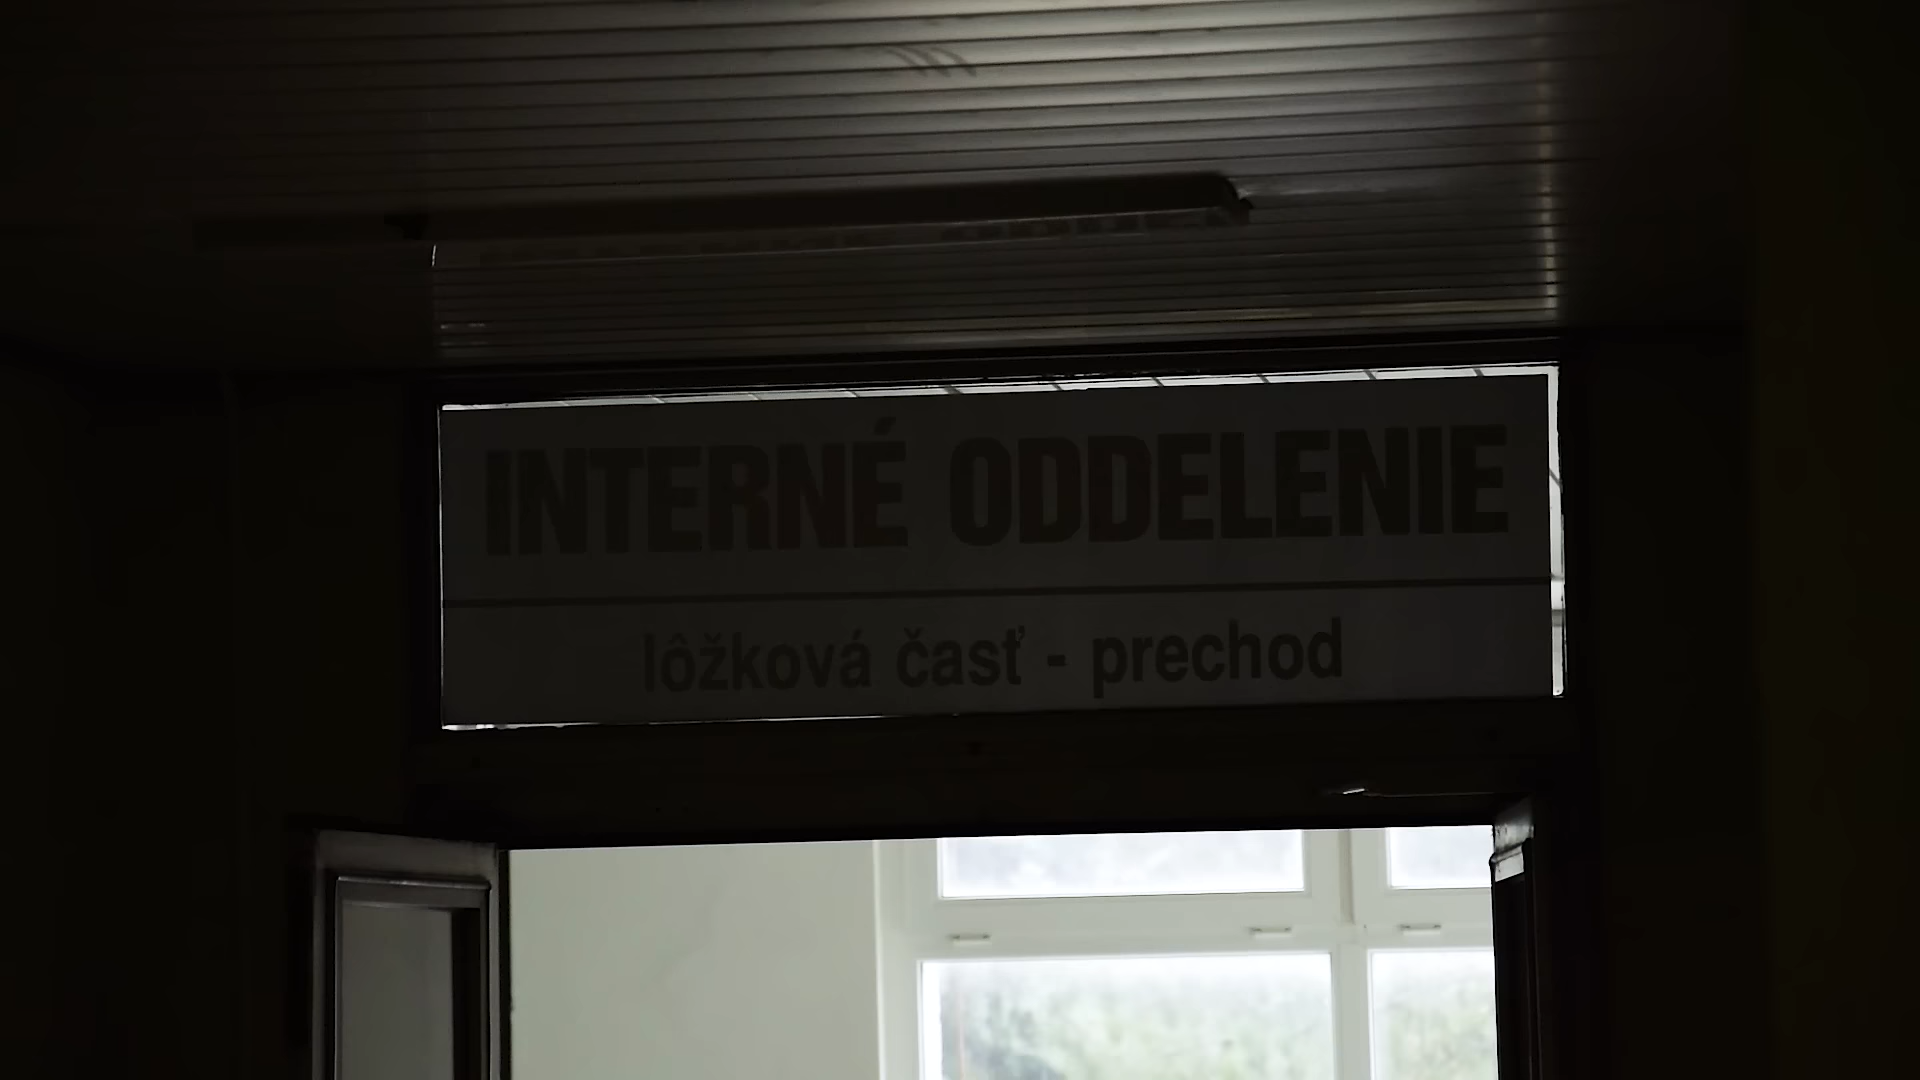 INTERNÉ ODDELENIE
lôžková časť - prechod